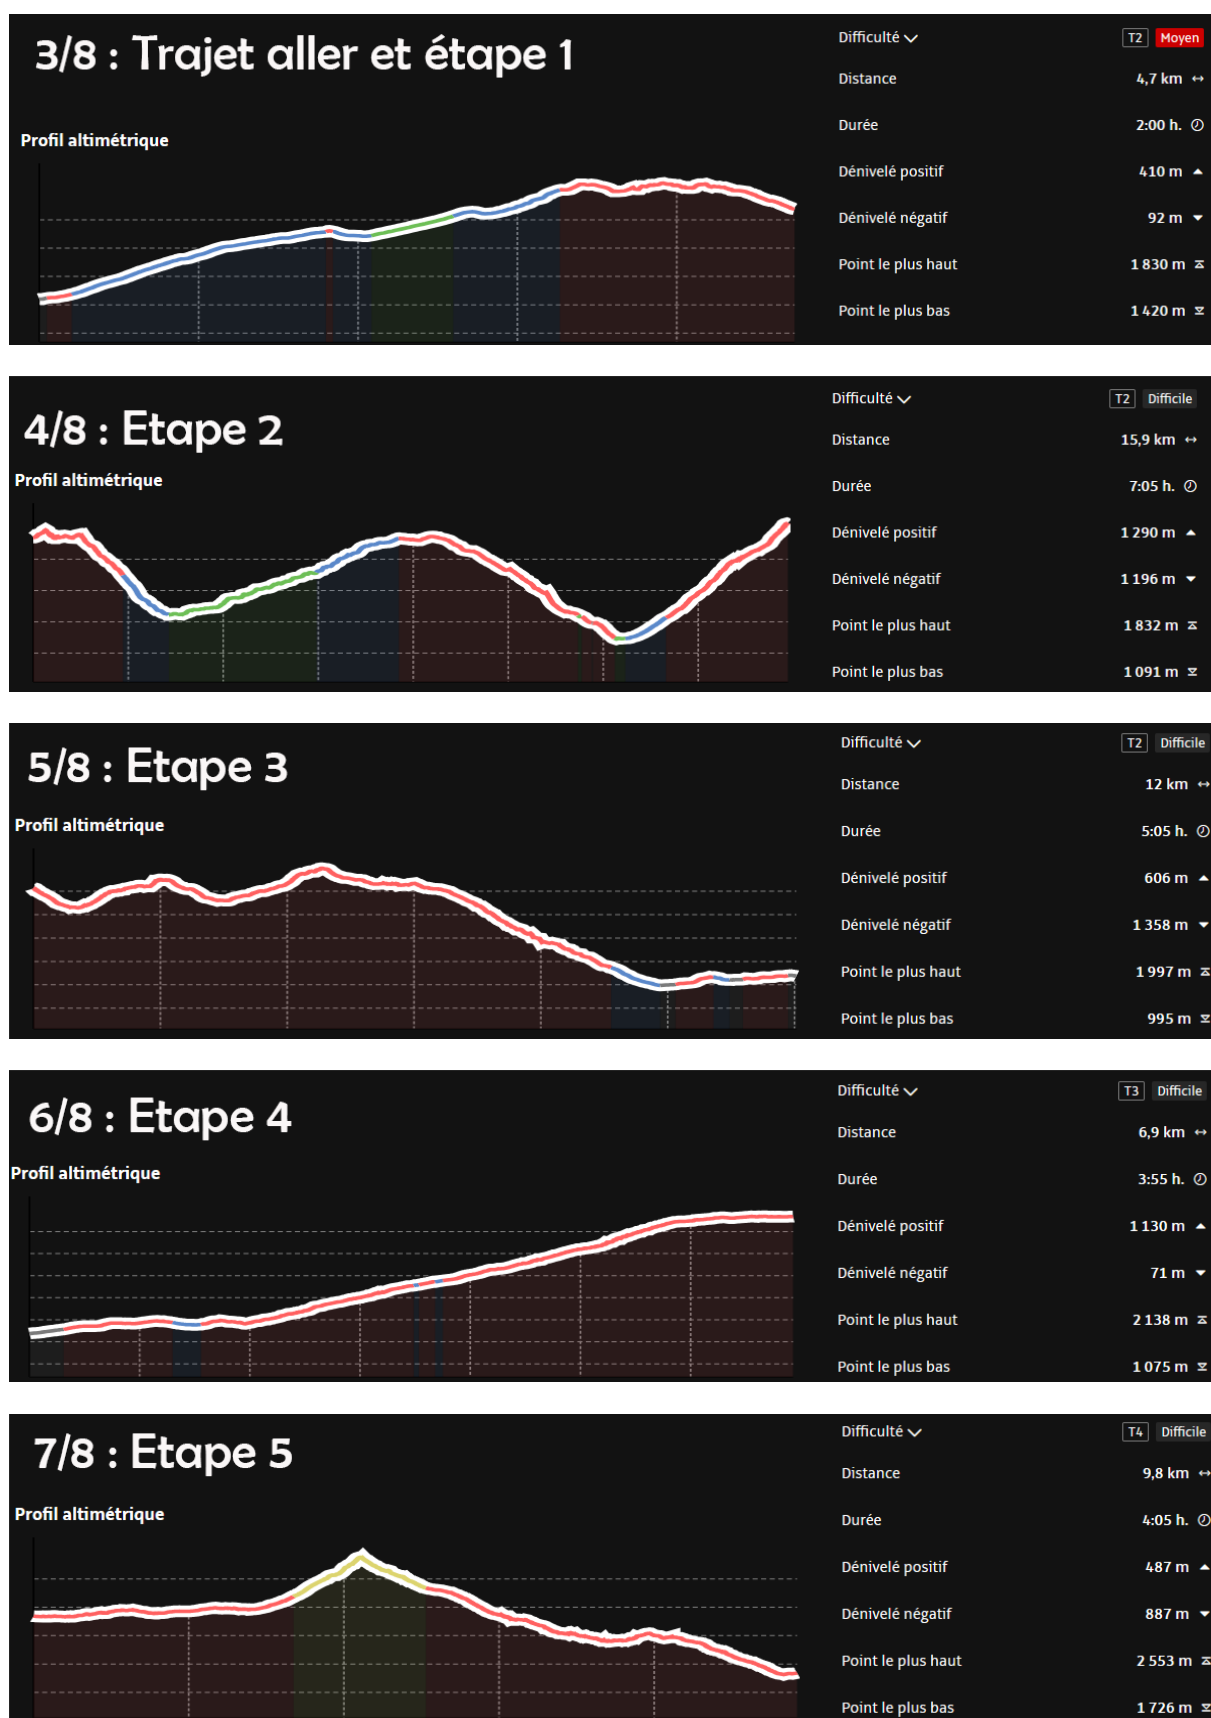 3/8 : Trajet aller et étape 1
Profil altimétrique
Difficulté T2 Moyen
Distance 4,7 km
Durée 2:00 h.
Dénivelé positif 410 m
Dénivelé négatif 92 m
Point le plus haut 1 830 m
Point le plus bas 1 420 m
4/8 : Etape 2
Profil altimétrique
Difficulté T2 Difficile
Distance 15,9 km
Durée 7:05 h.
Dénivelé positif 1 290 m
Dénivelé négatif 1 196 m
Point le plus haut 1 832 m
Point le plus bas 1 091 m
5/8 : Etape 3
Profil altimétrique
Difficulté T2 Difficile
Distance 12 km
Durée 5:05 h.
Dénivelé positif 606 m
Dénivelé négatif 1 358 m
Point le plus haut 1 997 m
Point le plus bas 995 m
6/8 : Etape 4
Profil altimétrique
Difficulté T3 Difficile
Distance 6,9 km
Durée 3:55 h.
Dénivelé positif 1 130 m
Dénivelé négatif 71 m
Point le plus haut 2 138 m
Point le plus bas 1 075 m
7/8 : Etape 5
Profil altimétrique
Difficulté T4 Difficile
Distance 9,8 km
Durée 4:05 h.
Dénivelé positif 487 m
Dénivelé négatif 887 m
Point le plus haut 2 553 m
Point le plus bas 1 726 m